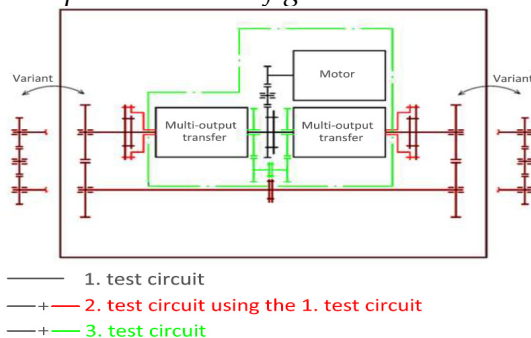 Motor
Variant
Variant
Multi-output
transfer
Multi-output
transfer
1. test circuit
+ 2. test circuit using the 1. test circuit
+ 3. test circuit